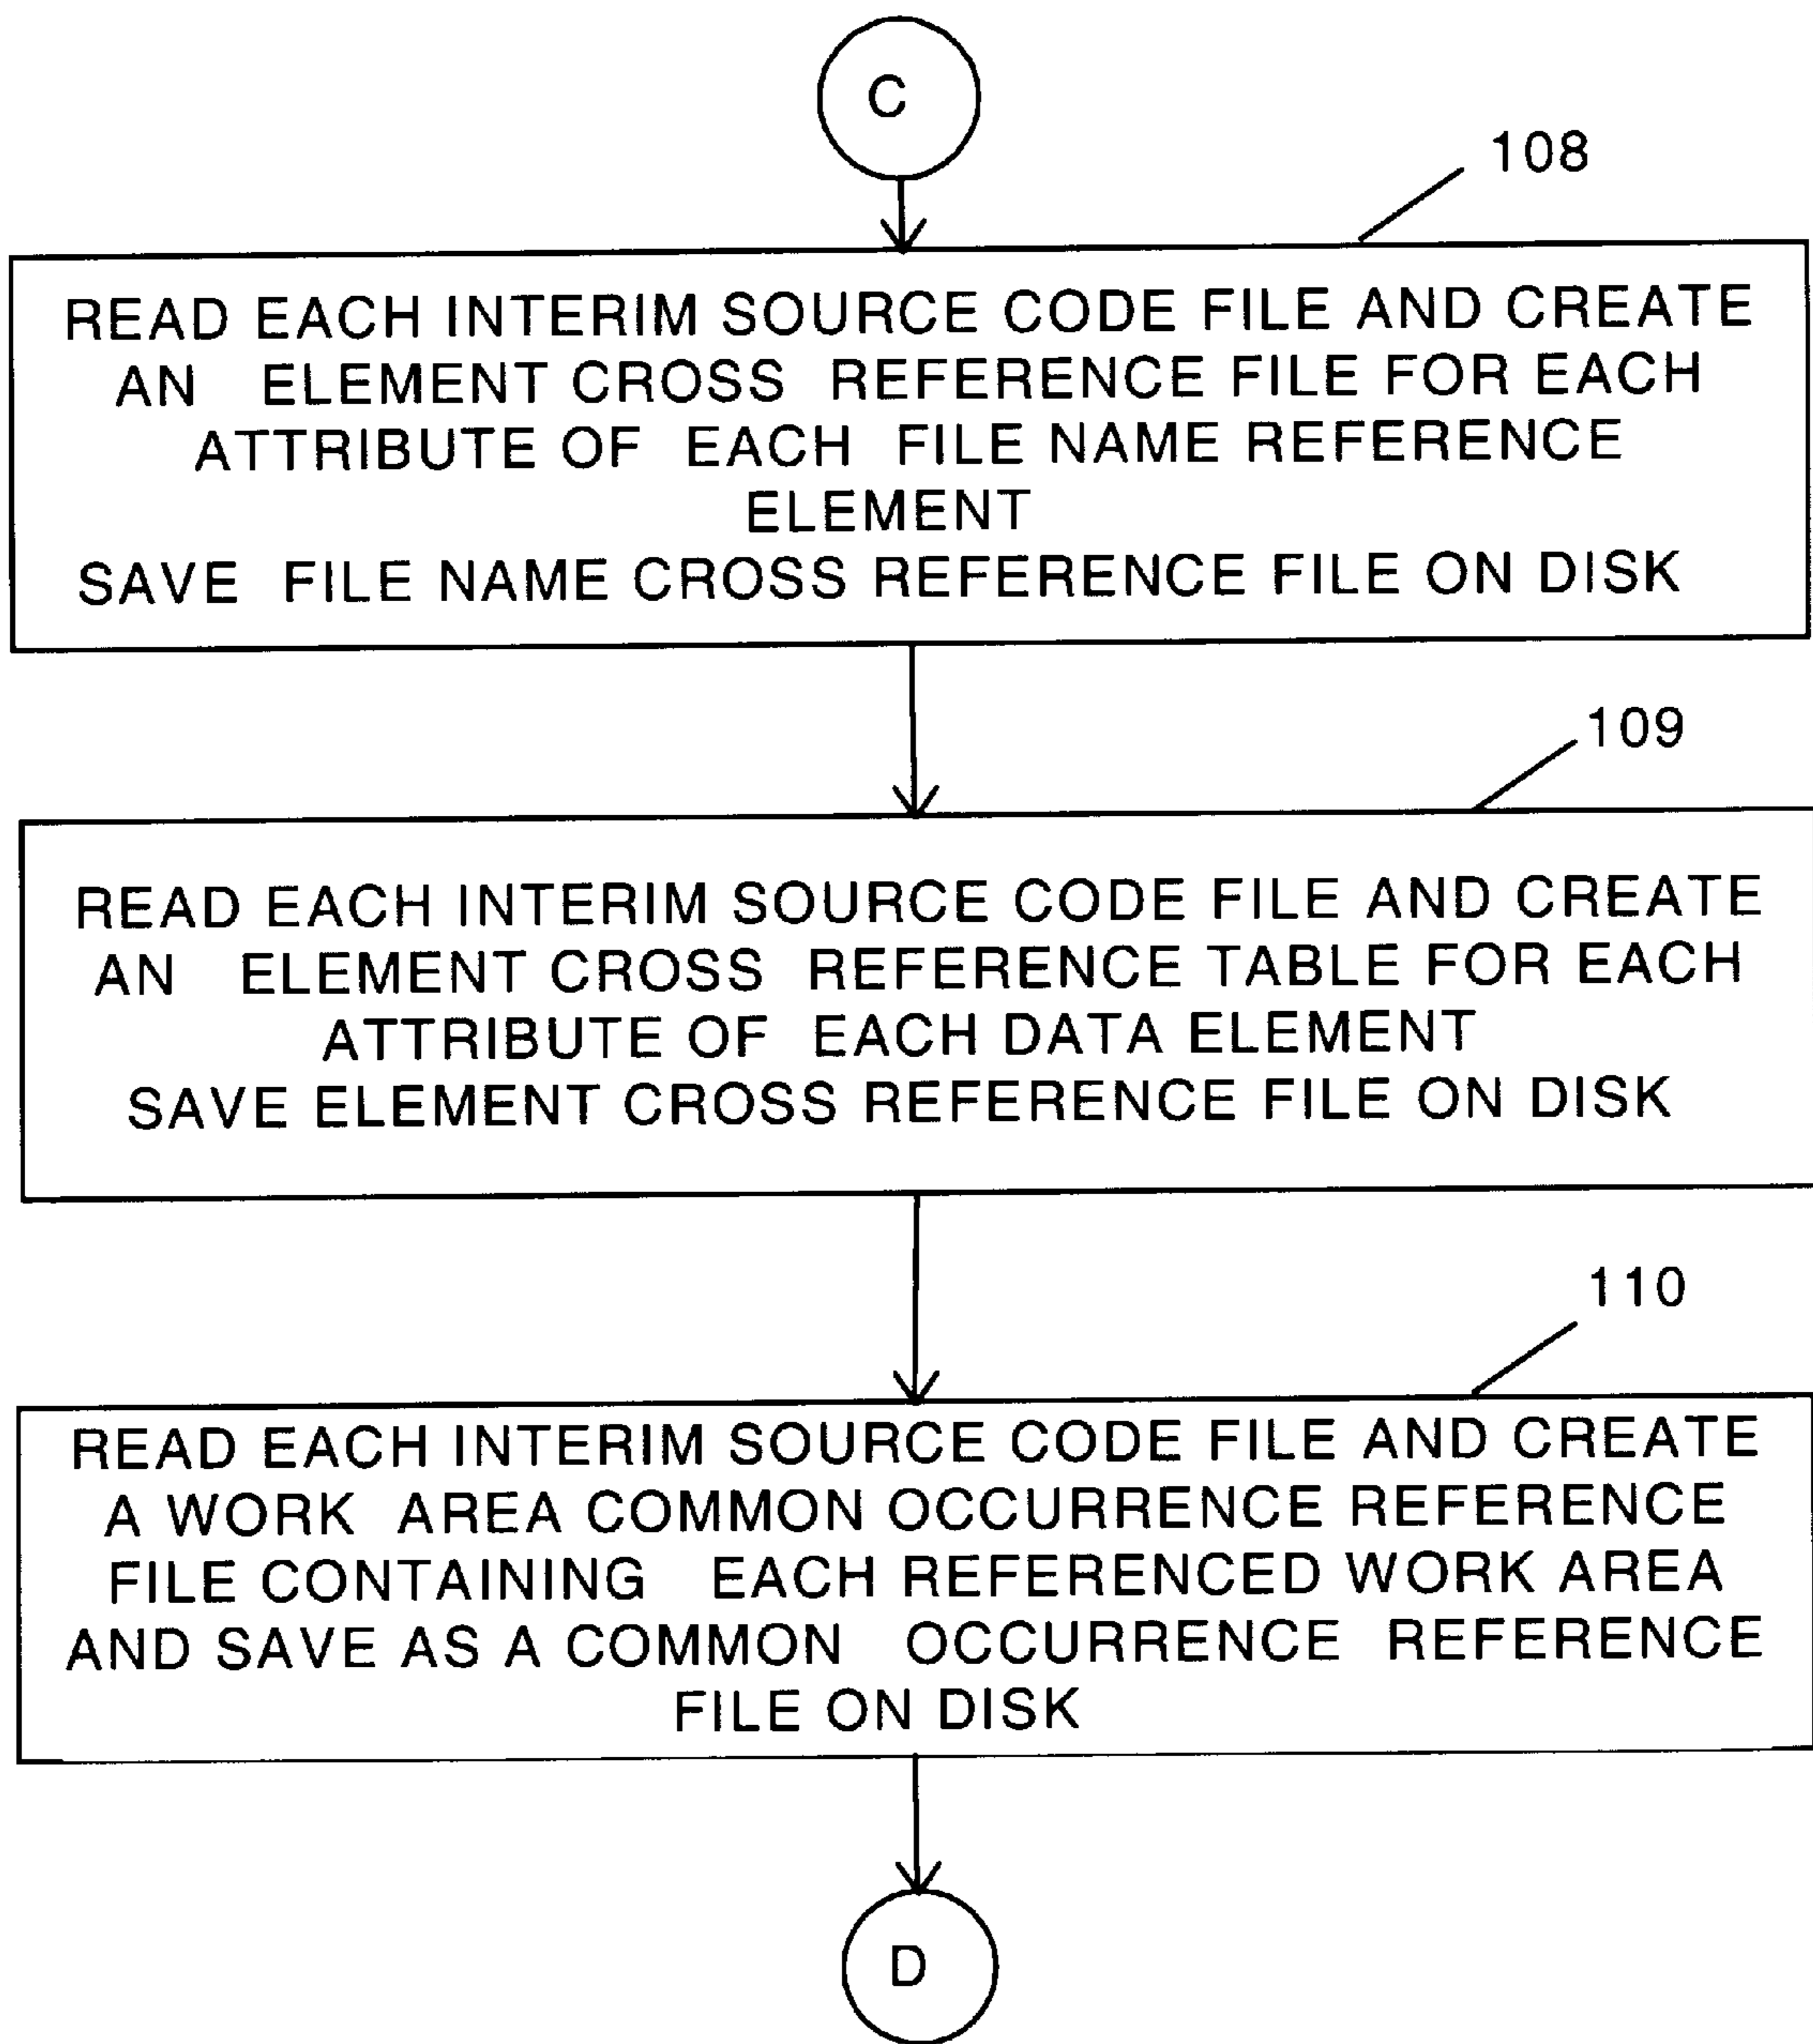 C
108
READ EACH INTERIM SOURCE CODE FILE AND CREATE
AN ELEMENT CROSS REFERENCE FILE FOR EACH
ATTRIBUTE OF EACH FILE NAME REFERENCE
ELEMENT
SAVE FILE NAME CROSS REFERENCE FILE ON DISK
109
READ EACH INTERIM SOURCE CODE FILE AND CREATE
AN ELEMENT CROSS REFERENCE TABLE FOR EACH
ATTRIBUTE OF EACH DATA ELEMENT
SAVE ELEMENT CROSS REFERENCE FILE ON DISK
110
READ EACH INTERIM SOURCE CODE FILE AND CREATE
A WORK AREA COMMON OCCURRENCE REFERENCE
FILE CONTAINING EACH REFERENCED WORK AREA
AND SAVE AS A COMMON OCCURRENCE REFERENCE
FILE ON DISK
D